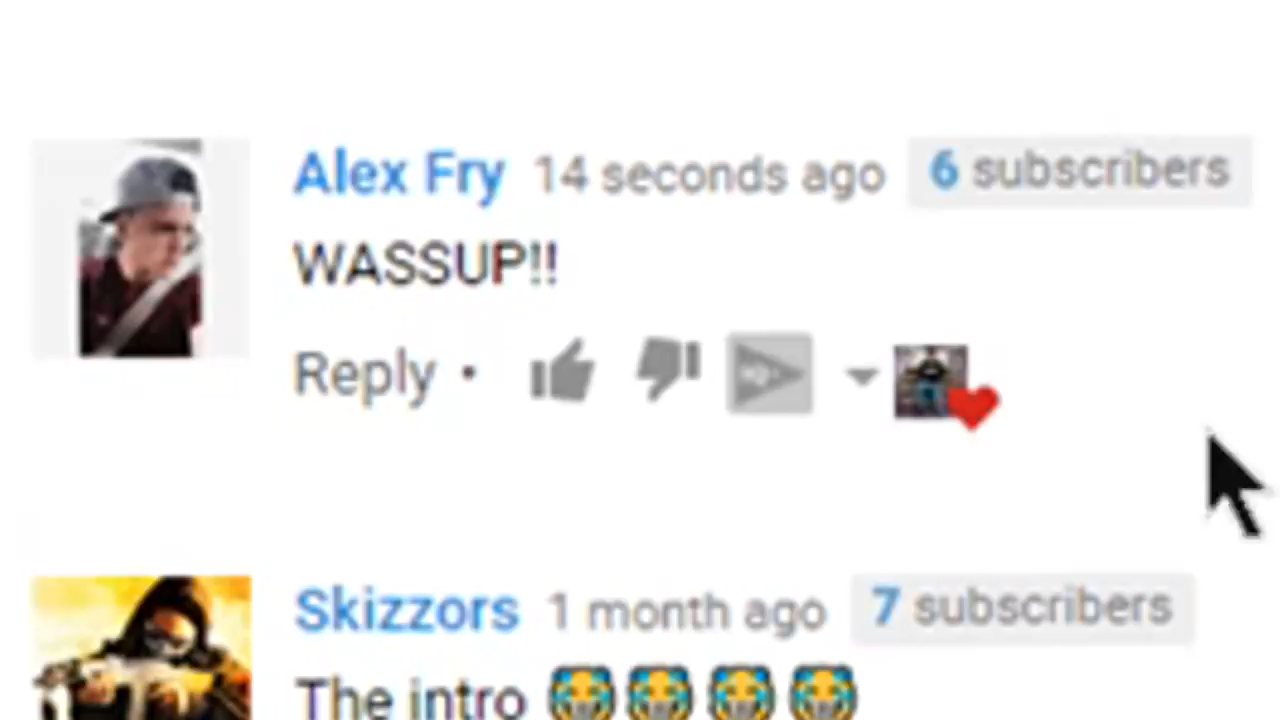 Alex Fry 14 seconds ago 6 subscribers
WASSUP!!
Reply •
Skizzors 1 month ago 7 subscribers
The intro 😭😭😭😭